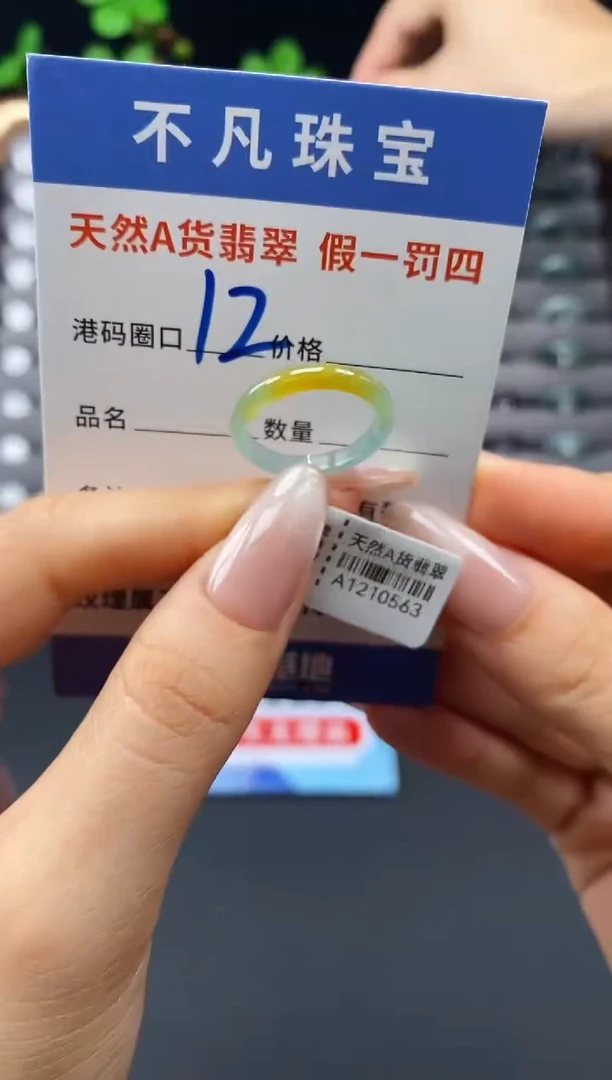 不凡珠宝
天然A货翡翠 假一罚四
港码圈口 12 价格
品名 数量
天然A货翡翠
A1210563